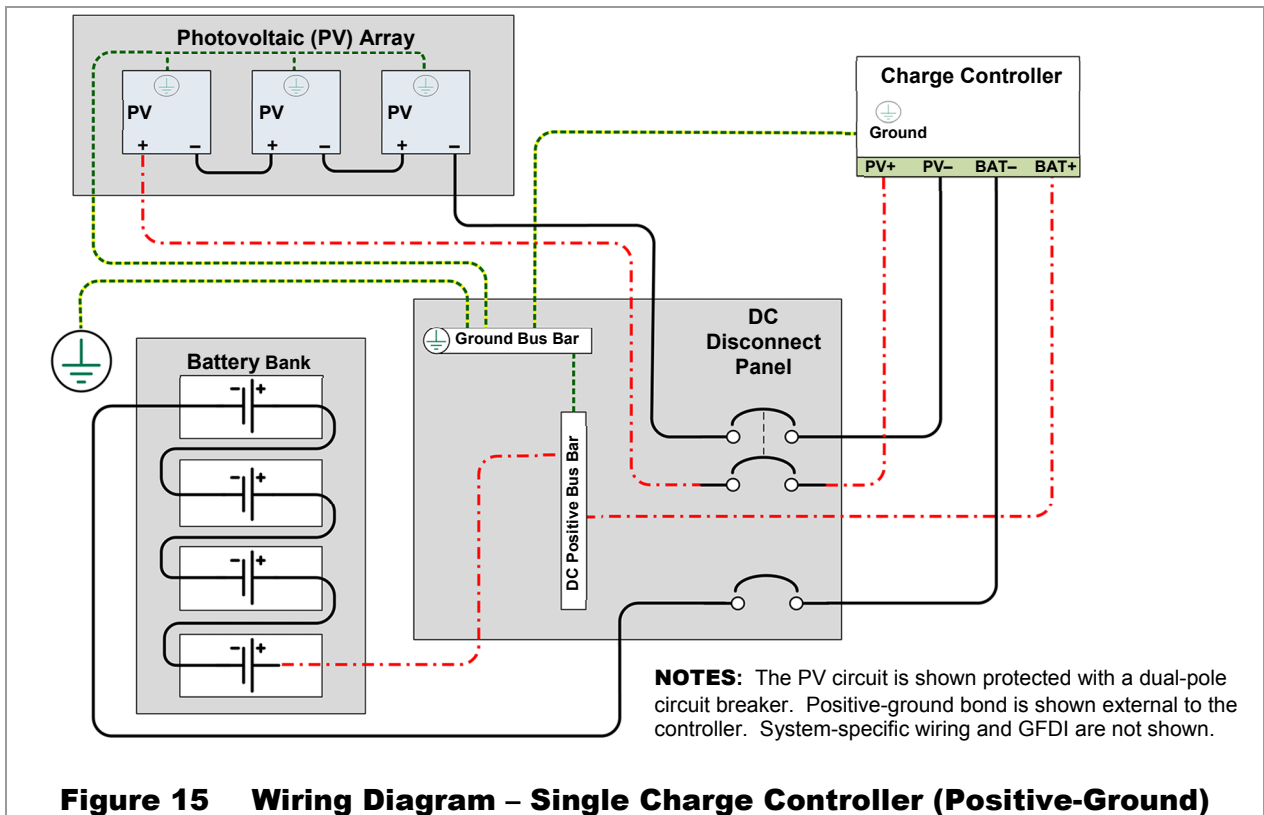 Photovoltaic (PV) Array
PV
PV
PV
+ –
+ –
+ –
Charge Controller
Ground
PV+ PV– BAT– BAT+
Ground Bus Bar
DC
Disconnect
Panel
DC Positive Bus Bar
Battery Bank
- +
- +
- +
- +
NOTES: The PV circuit is shown protected with a dual-pole
circuit breaker. Positive-ground bond is shown external to the
controller. System-specific wiring and GFDI are not shown.
Figure 15 Wiring Diagram – Single Charge Controller (Positive-Ground)